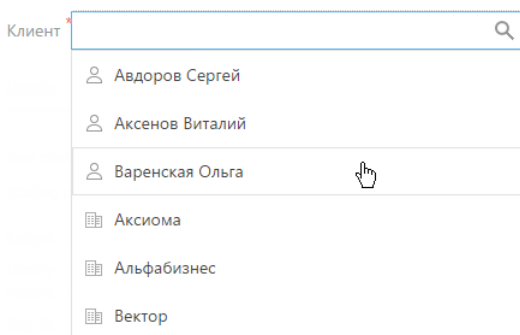 Клиент *
Авдоров Сергей
Аксенов Виталий
Варенская Ольга
Аксиома
Альфабизнес
Вектор